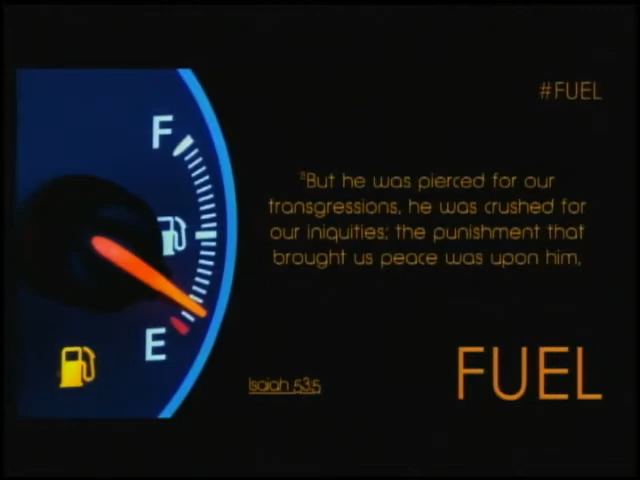 F
E
#FUEL
⁵But he was pierced for our
transgressions, he was crushed for
our iniquities; the punishment that
brought us peace was upon him,
Isaiah 53:5
FUEL